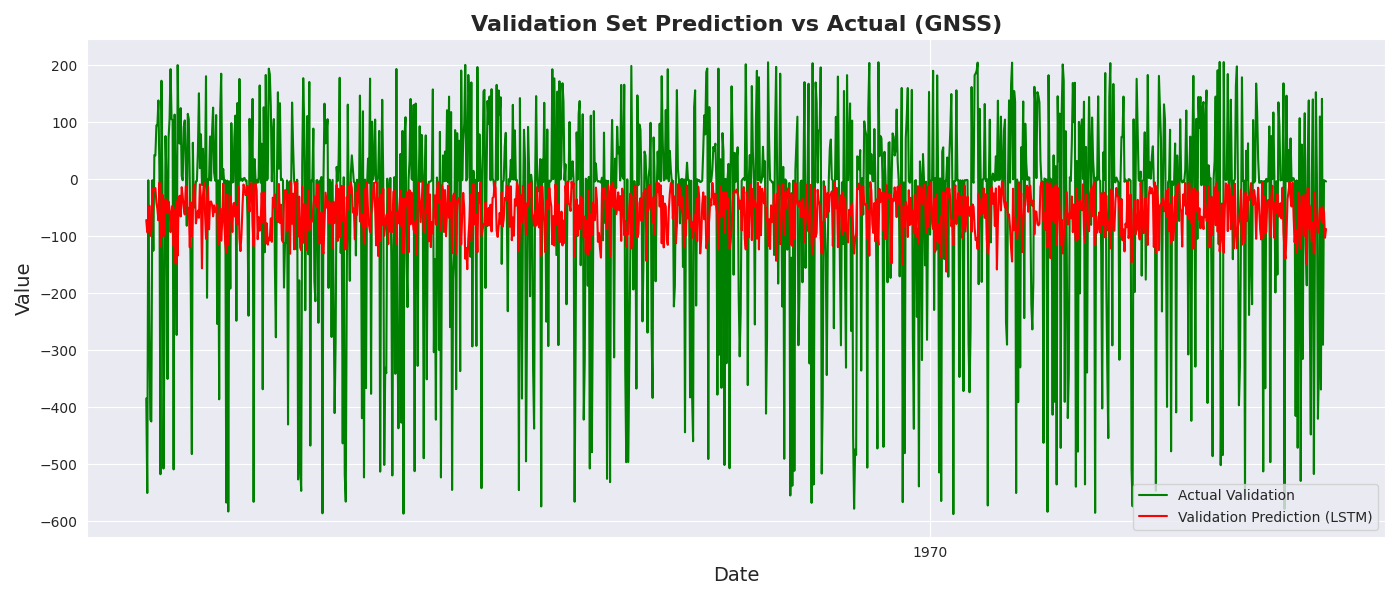 Validation Set Prediction vs Actual (GNSS)
Value
200
100
0
−100
−200
−300
−400
−500
−600
Actual Validation
Validation Prediction (LSTM)
1970
Date